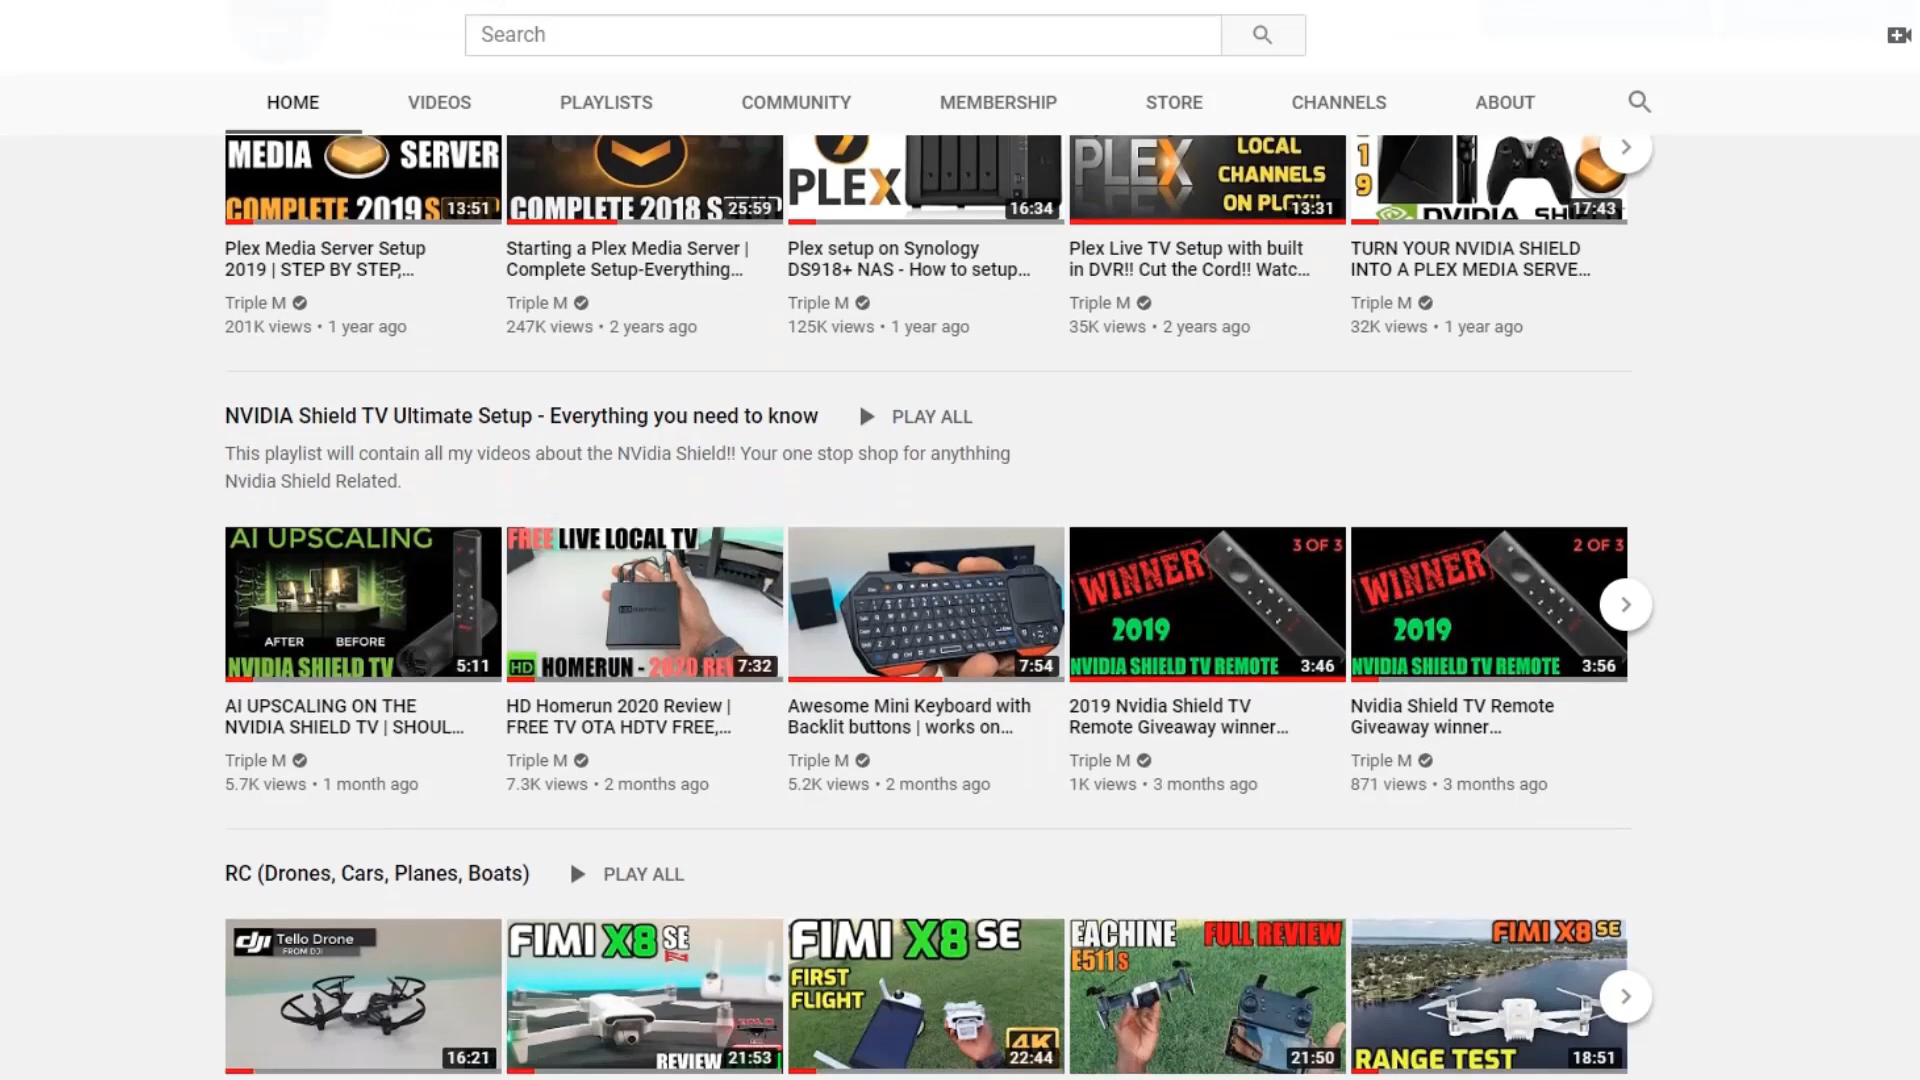 Search
HOME VIDEOS PLAYLISTS COMMUNITY MEMBERSHIP STORE CHANNELS ABOUT
MEDIA SERVER
COMPLETE 2019 S
13:51
COMPLETE 2018 S
25:59
PLEX
16:34
PLEX
LOCAL
CHANNELS
ON PLEX!!
13:31
1
9
NVIDIA SH
17:43
Plex Media Server Setup
2019 | STEP BY STEP,...
Triple M
201K views • 1 year ago
Starting a Plex Media Server |
Complete Setup-Everything...
Triple M
247K views • 2 years ago
Plex setup on Synology
DS918+ NAS - How to setup...
Triple M
125K views • 1 year ago
Plex Live TV Setup with built
in DVR!! Cut the Cord!! Watc...
Triple M
35K views • 2 years ago
TURN YOUR NVIDIA SHIELD
INTO A PLEX MEDIA SERVE...
Triple M
32K views • 1 year ago
NVIDIA Shield TV Ultimate Setup - Everything you need to know PLAY ALL
This playlist will contain all my videos about the NVidia Shield!! Your one stop shop for anythhing
Nvidia Shield Related.
AI UPSCALING
AFTER BEFORE
NVIDIA SHIELD TV
5:11
FREE LIVE LOCAL TV
HD HOMERUN - 2020 RE
7:32
7:54
WINNER
3 OF 3
2019
NVIDIA SHIELD TV REMOTE
3:46
WINNER
2 OF 3
2019
NVIDIA SHIELD TV REMOTE
3:56
AI UPSCALING ON THE
NVIDIA SHIELD TV | SHOUL...
Triple M
5.7K views • 1 month ago
HD Homerun 2020 Review |
FREE TV OTA HDTV FREE,...
Triple M
7.3K views • 2 months ago
Awesome Mini Keyboard with
Backlit buttons | works on...
Triple M
5.2K views • 2 months ago
2019 Nvidia Shield TV
Remote Giveaway winner...
Triple M
1K views • 3 months ago
Nvidia Shield TV Remote
Giveaway winner...
Triple M
871 views • 3 months ago
RC (Drones, Cars, Planes, Boats) PLAY ALL
dji Tello Drone
FROM DJI
16:21
FIMI X8 SE
REVIEW
21:53
FIMI X8 SE
FIRST
FLIGHT
4K
22:44
EACHINE FULL REVIEW
E511s
21:50
FIMI X8 SE
RANGE TEST
18:51